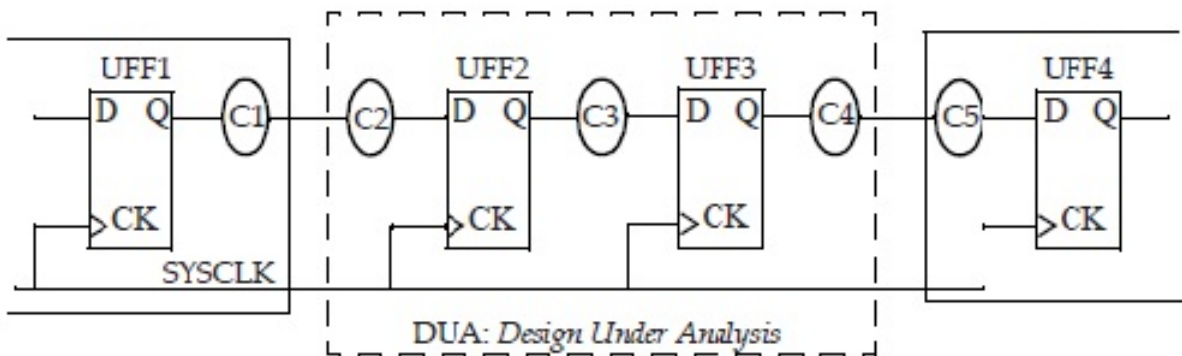 UFF1 UFF2 UFF3 UFF4
D Q C1 C2 D Q C3 D Q C4 C5 D Q
CK CK CK CK
SYSCLK
DUA: Design Under Analysis